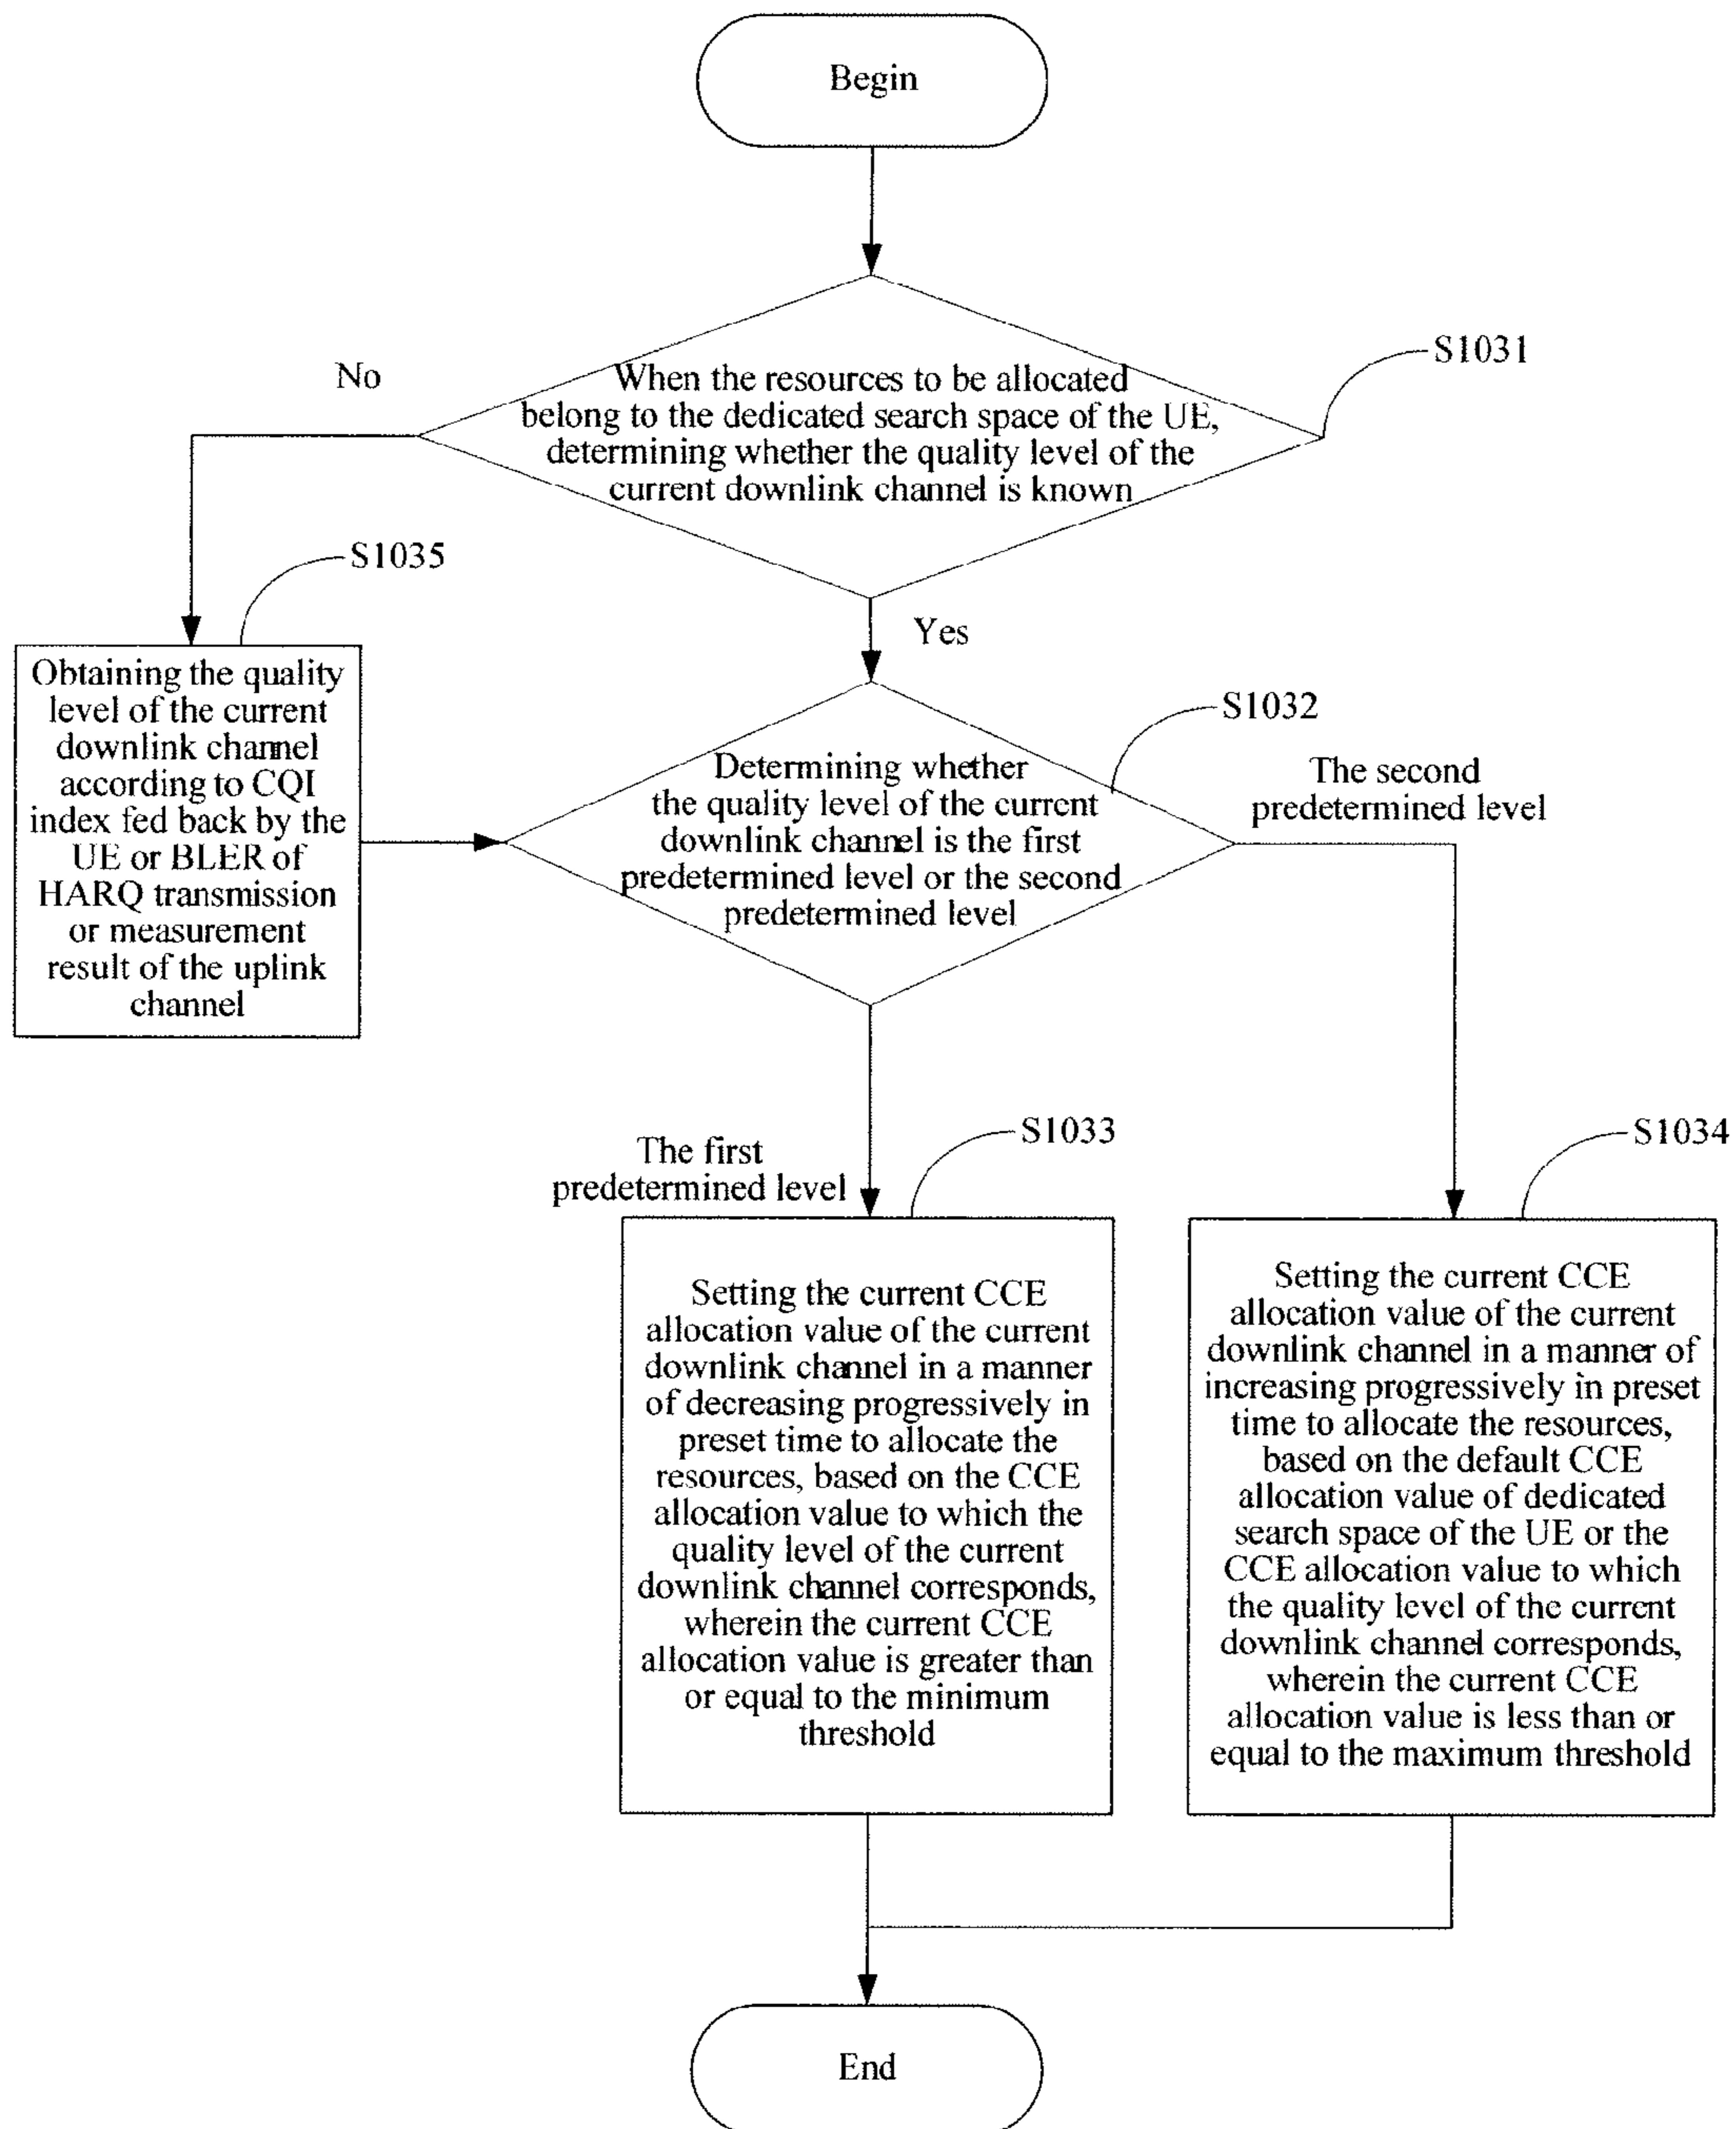 Begin
No
When the resources to be allocated
belong to the dedicated search space of the UE,
determining whether the quality level of the
current downlink channel is known
S1031
S1035
Yes
Obtaining the quality
level of the current
downlink channel
according to CQI
index fed back by the
UE or BLER of
HARQ transmission
or measurement
result of the uplink
channel
S1032
Determining whether
the quality level of the current
downlink channel is the first
predetermined level or the second
predetermined level
The second
predetermined level
The first
predetermined level
S1033
S1034
Setting the current CCE
allocation value of the current
downlink channel in a manner
of decreasing progressively in
preset time to allocate the
resources, based on the CCE
allocation value to which the
quality level of the current
downlink channel corresponds,
wherein the current CCE
allocation value is greater than
or equal to the minimum
threshold
Setting the current CCE
allocation value of the current
downlink channel in a manner of
increasing progressively in preset
time to allocate the resources,
based on the default CCE
allocation value of dedicated
search space of the UE or the
CCE allocation value to which
the quality level of the current
downlink channel corresponds,
wherein the current CCE
allocation value is less than or
equal to the maximum threshold
End